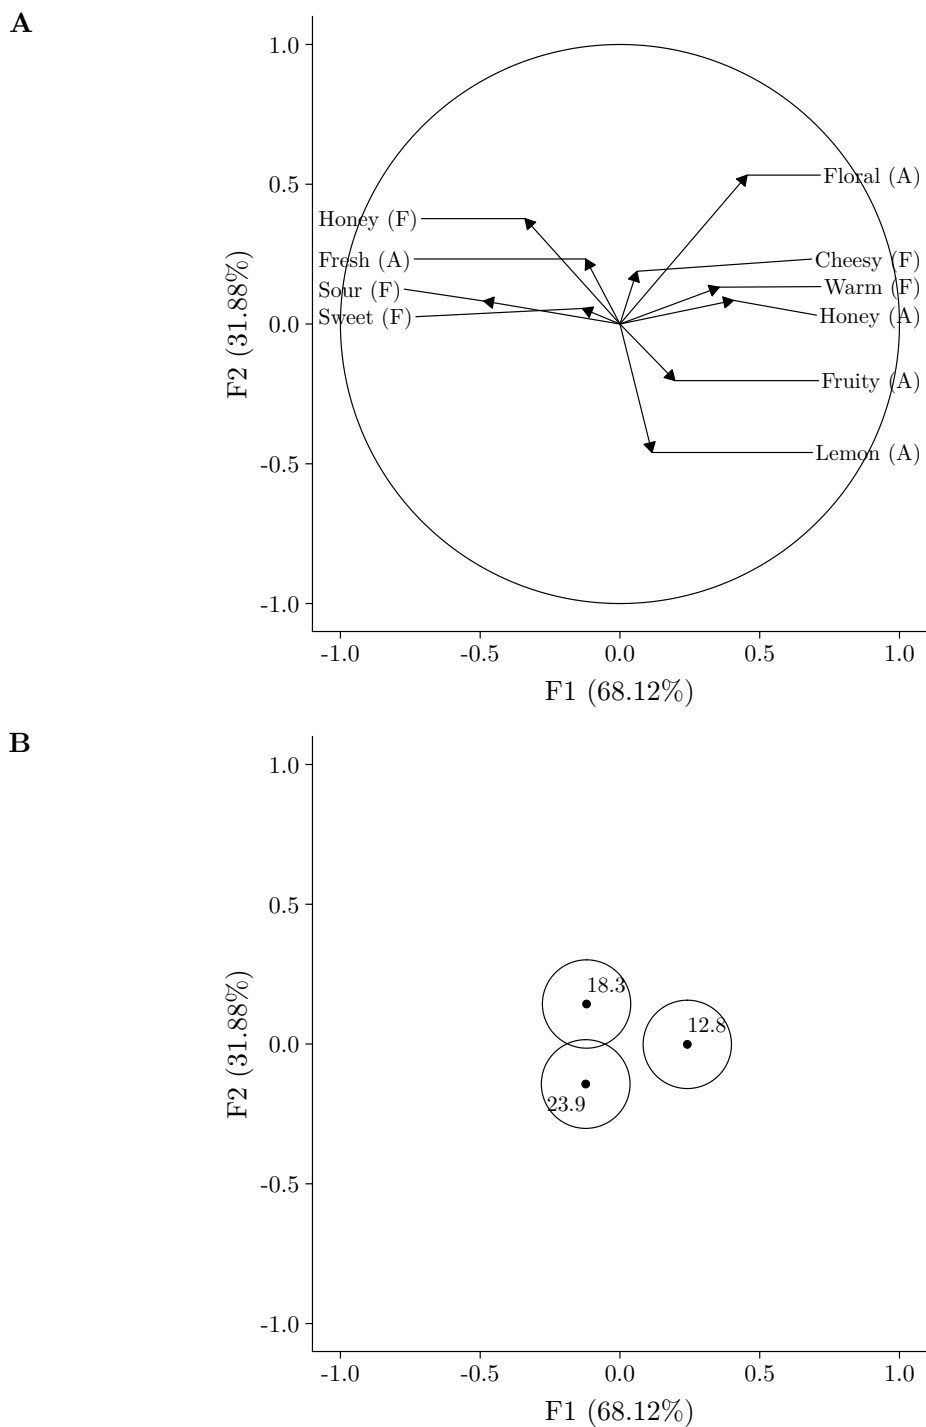 A
1.0
Floral (A)
0.5
Honey (F)
Fresh (A)
Cheesy (F)
Sour (F)
Warm (F)
Sweet (F)
Honey (A)
0.0
F2 (31.88%)
Fruity (A)
Lemon (A)
-0.5
-1.0
-1.0 -0.5 0.0 0.5 1.0
F1 (68.12%)
B
1.0
0.5
18.3
12.8
0.0
F2 (31.88%)
23.9
-0.5
-1.0
-1.0 -0.5 0.0 0.5 1.0
F1 (68.12%)